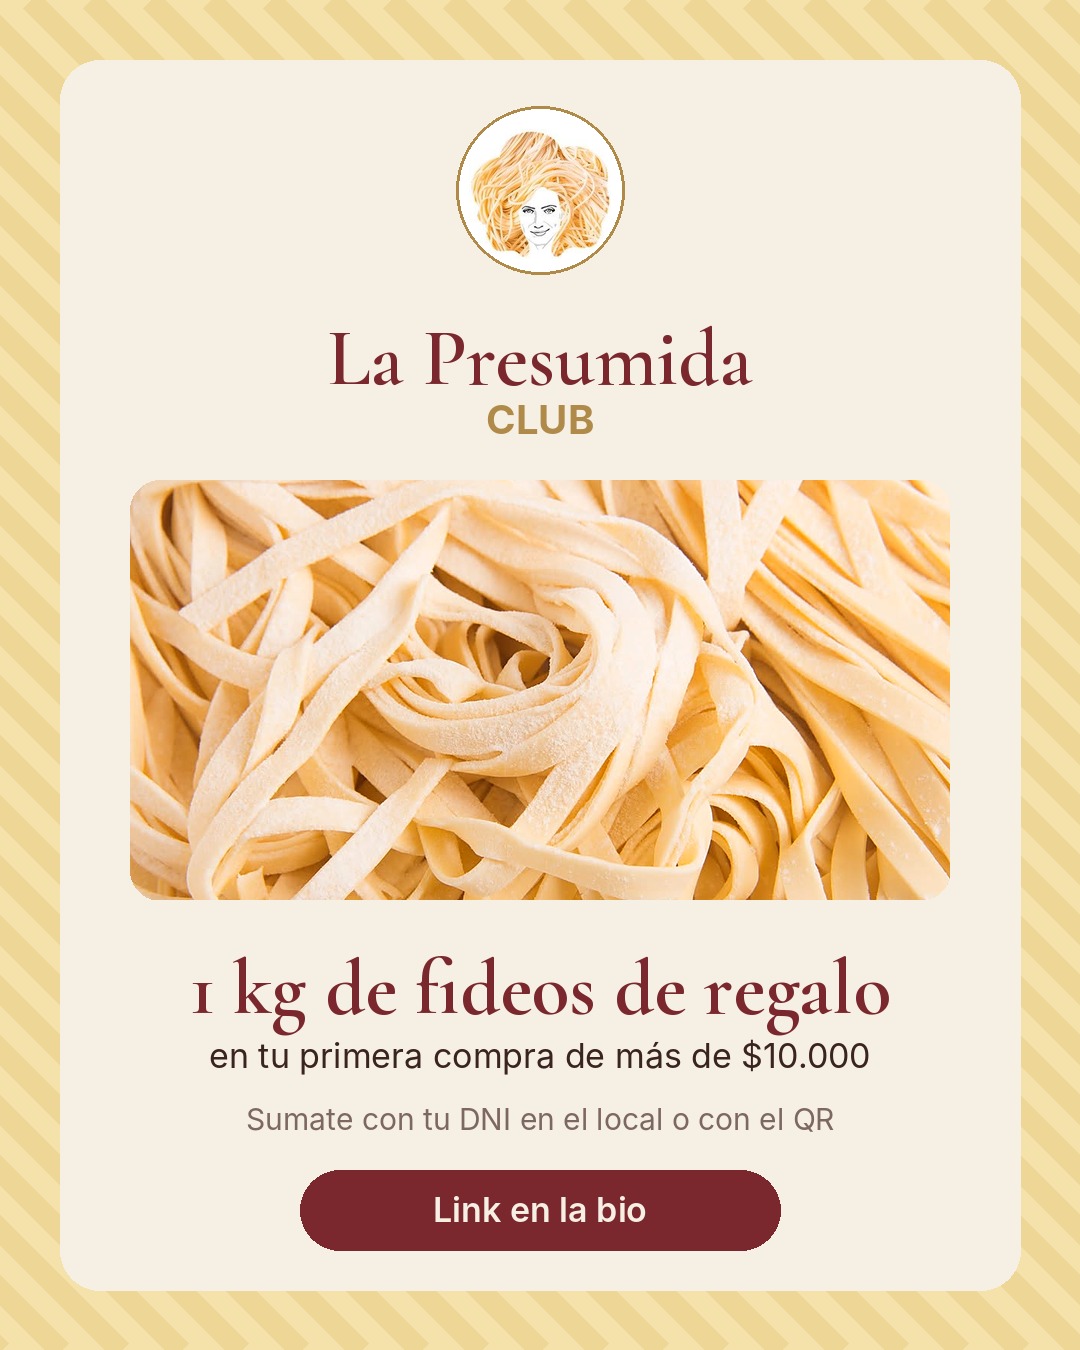 La Presumida
CLUB
1 kg de fideos de regalo
en tu primera compra de más de $10.000
Sumate con tu DNI en el local o con el QR
Link en la bio